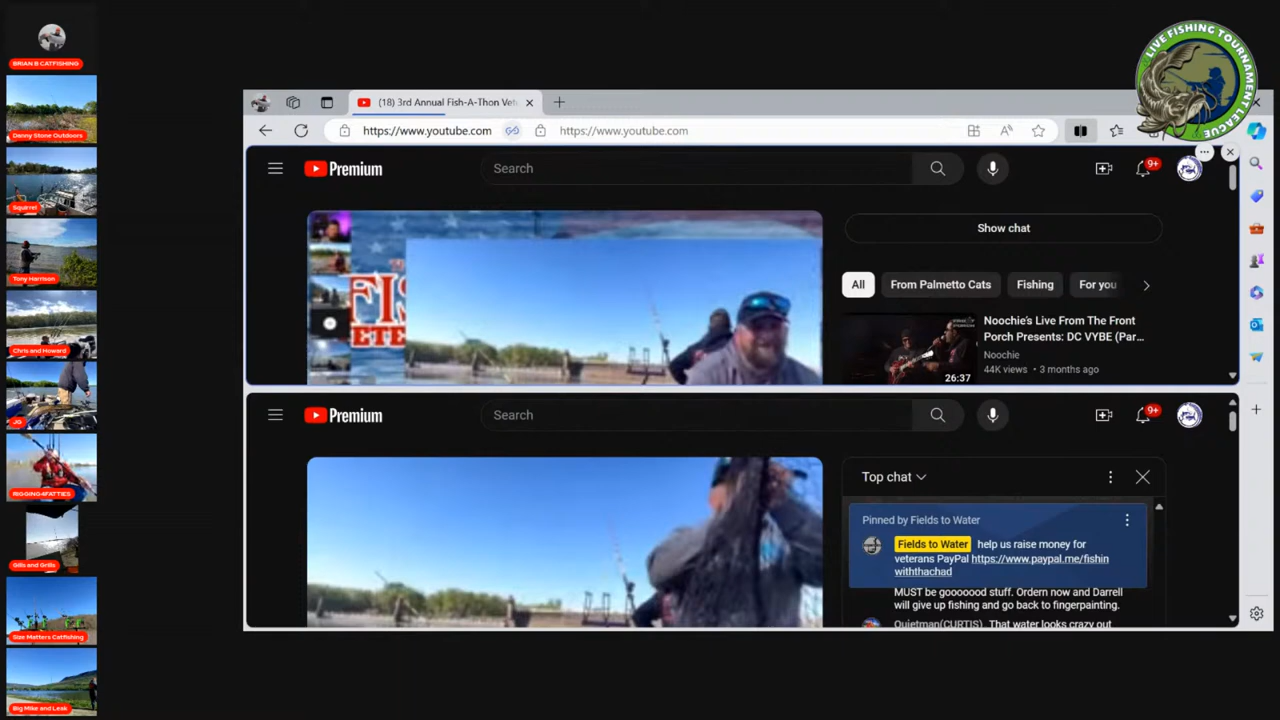 BRIAN B CATFISHING
Danny Stone Outdoors
Squirrel
Tony Harrison
Chris and Howard
JG
RIGGING4FATTIES
Gills and Grills
Size Matters Catfishing
Big Mike and Leak
LIVE FISHING TOURNAMENT
LEAGUE
(18) 3rd Annual Fish-A-Thon Vet
https://www.youtube.com
https://www.youtube.com
Premium
Search
9+
Show chat
All
From Palmetto Cats
Fishing
For you
FIS
ETE
Noochie's Live From The Front
Porch Presents: DC VYBE (Par...
Noochie
44K views • 3 months ago
26:37
Premium
Search
9+
Top chat
Pinned by Fields to Water
Fields to Water help us raise money for
veterans PayPal https://www.paypal.me/fishin
withthachad
MUST be gooooood stuff. Ordern now and Darrell
will give up fishing and go back to fingerpainting.
Quietman(CURTIS) That water looks crazy out